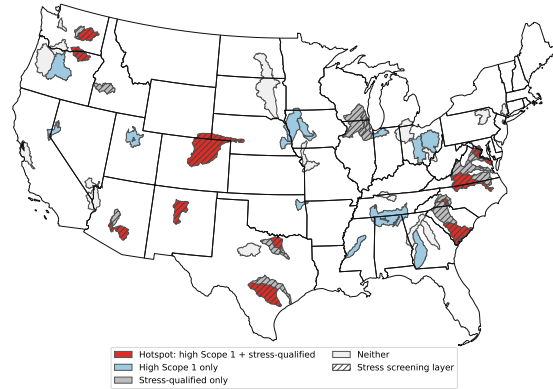 Hotspot: high Scope 1 + stress-qualified
High Scope 1 only
Stress-qualified only
Neither
Stress screening layer